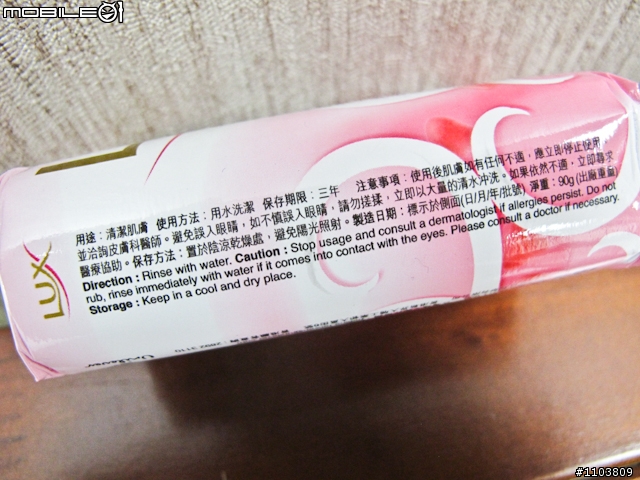 mobile01
LUX
用途：清潔肌膚 使用方法：用水洗潔 保存期限：三年 注意事項：使用後肌膚如有任何不適，應立即停止使用
並洽詢皮膚科醫師。避免誤入眼睛，如不慎誤入眼睛，請勿搓揉，立即以大量的清水沖洗。如果依然不適，立即尋求
醫療協助。保存方法：置於陰涼乾燥處，避免陽光照射。製造日期：標示於側面(日/月/年/批號) 淨重：90g(出廠重量)
Direction : Rinse with water. Caution : Stop usage and consult a dermatologist if allergies persist. Do not
rub, rinse immediately with water if it comes into contact with the eyes. Please consult a doctor if necessary.
Storage : Keep in a cool and dry place.
Unilever
#1103809